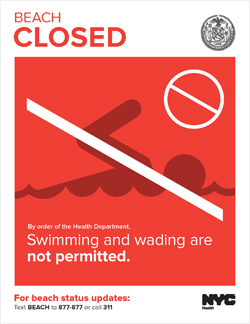 BEACH
CLOSED
By order of the Health Department,
Swimming and wading are
not permitted.
For beach status updates:
Text BEACH to 877-877 or call 311
NYC
Health